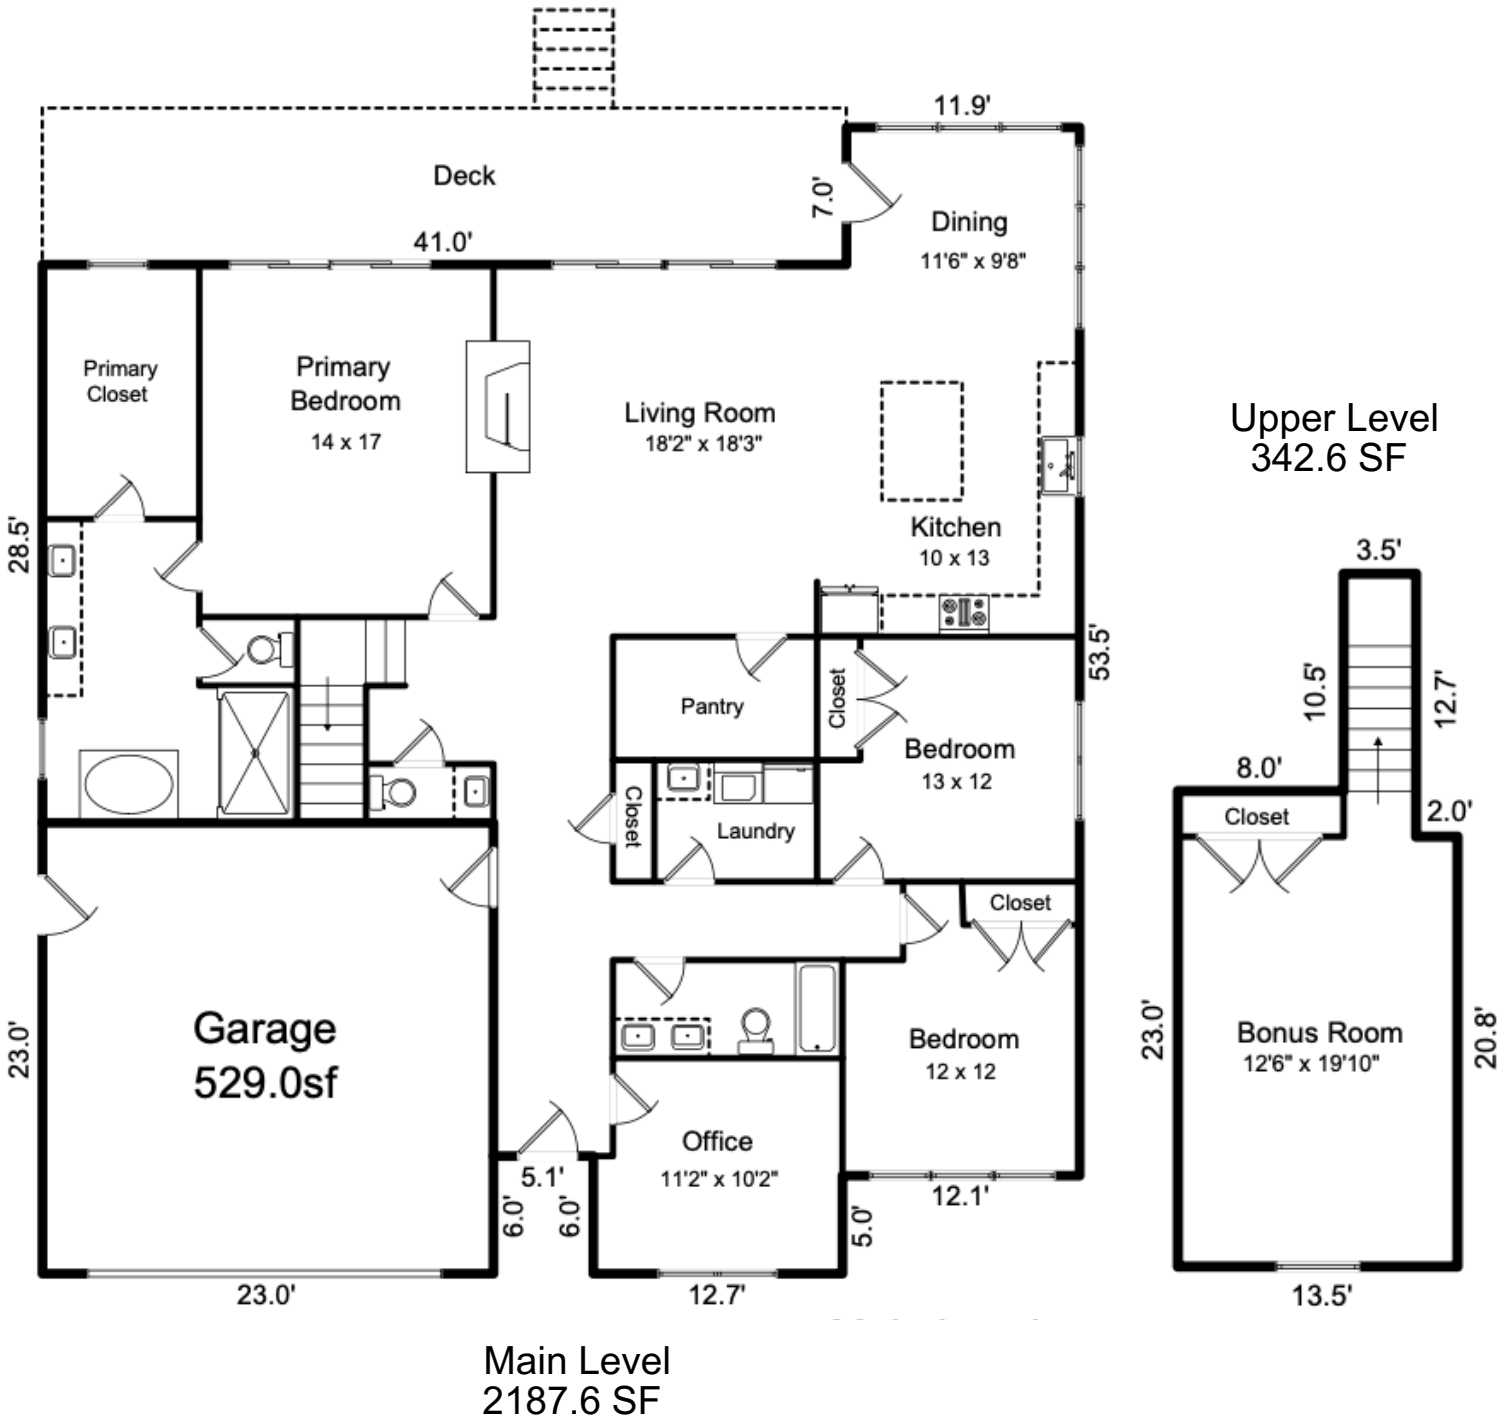 11.9'
Deck
7.0'
Dining
11'6" x 9'8"
41.0'
Primary
Closet
Primary
Bedroom
14 x 17
Living Room
18'2" x 18'3"
Kitchen
10 x 13
28.5'
53.5'
Pantry
Closet
Bedroom
13 x 12
Closet
Laundry
Closet
Garage
529.0sf
23.0'
Bedroom
12 x 12
Office
11'2" x 10'2"
5.1'
6.0'
6.0'
12.1'
5.0'
23.0'
12.7'
Main Level
2187.6 SF
Upper Level
342.6 SF
3.5'
10.5'
12.7'
8.0'
2.0'
Closet
Bonus Room
12'6" x 19'10"
23.0'
20.8'
13.5'